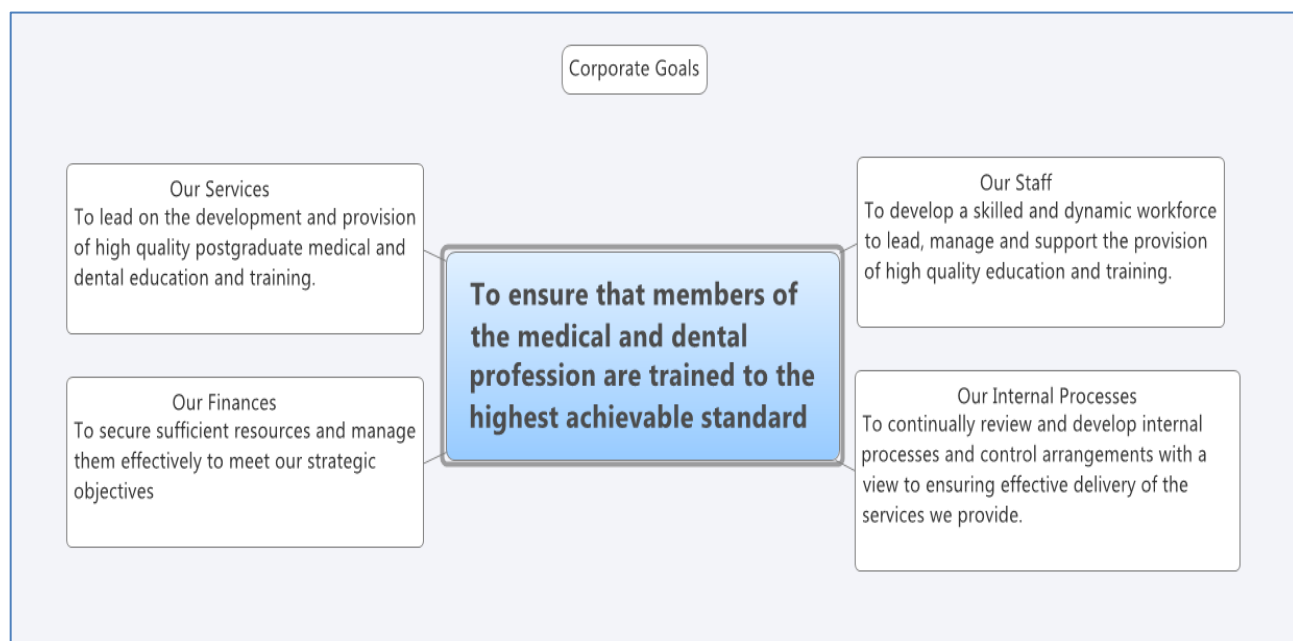 Corporate Goals
Our Services
To lead on the development and provision
of high quality postgraduate medical and
dental education and training.
Our Finances
To secure sufficient resources and manage
them effectively to meet our strategic
objectives
To ensure that members of
the medical and dental
profession are trained to the
highest achievable standard
Our Staff
To develop a skilled and dynamic workforce
to lead, manage and support the provision
of high quality education and training.
Our Internal Processes
To continually review and develop internal
processes and control arrangements with a
view to ensuring effective delivery of the
services we provide.